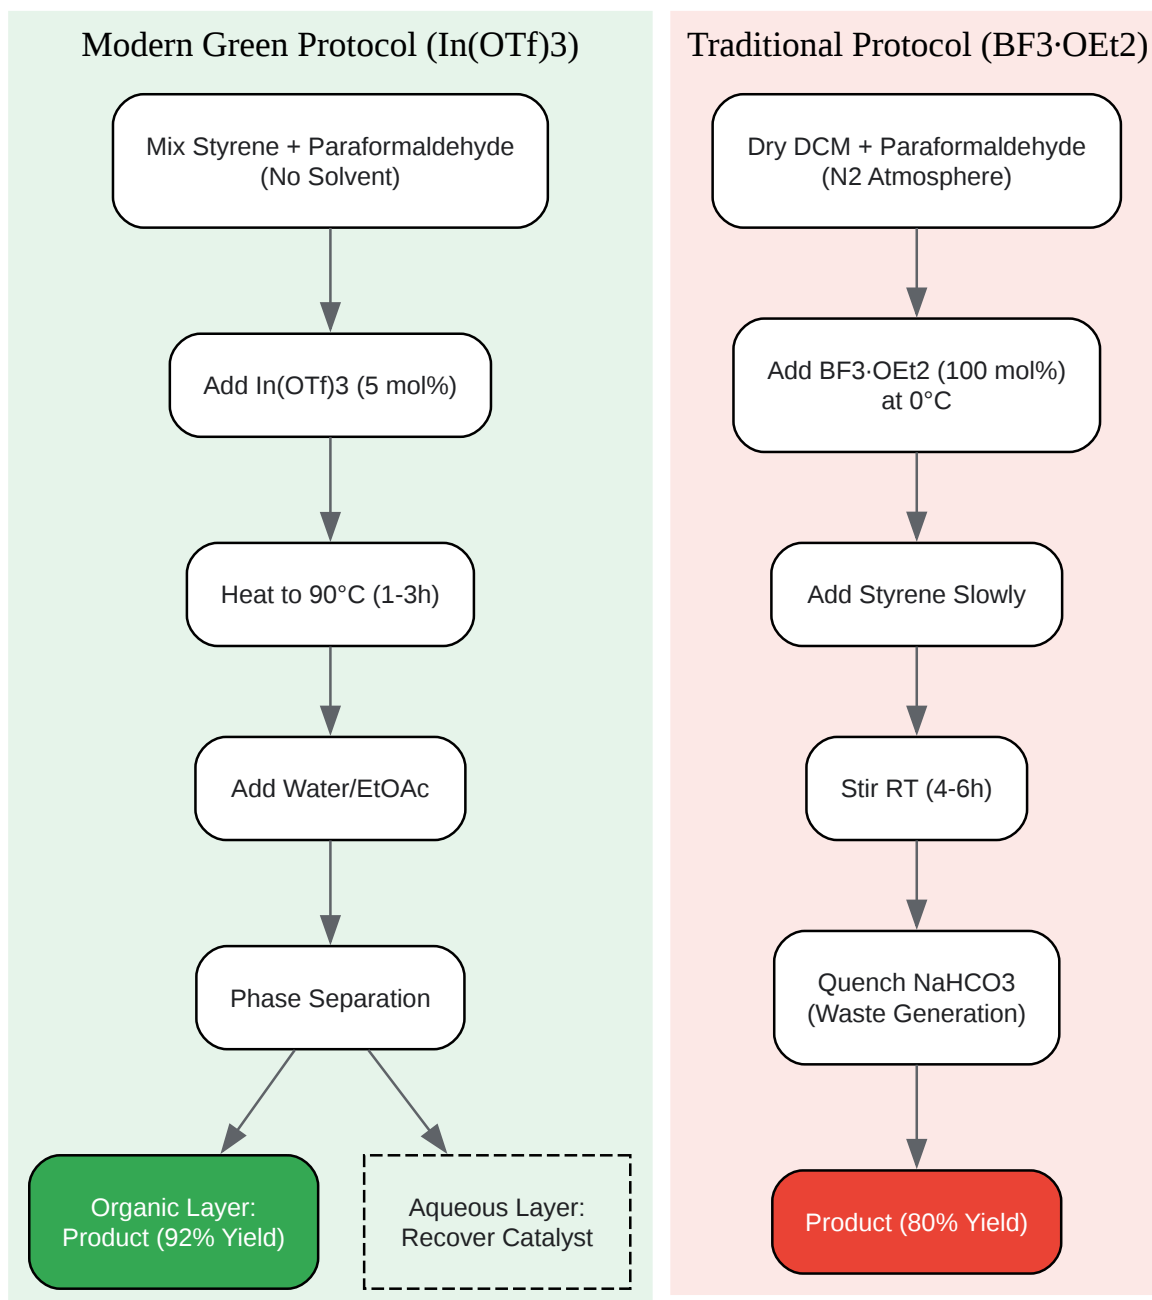 Modern Green Protocol (In(OTf)3)
Mix Styrene + Paraformaldehyde
(No Solvent)
Add In(OTf)3 (5 mol%)
Heat to 90°C (1-3h)
Add Water/EtOAc
Phase Separation
Organic Layer:
Product (92% Yield)
Aqueous Layer:
Recover Catalyst
Traditional Protocol (BF3·OEt2)
Dry DCM + Paraformaldehyde
(N2 Atmosphere)
Add BF3·OEt2 (100 mol%)
at 0°C
Add Styrene Slowly
Stir RT (4-6h)
Quench NaHCO3
(Waste Generation)
Product (80% Yield)